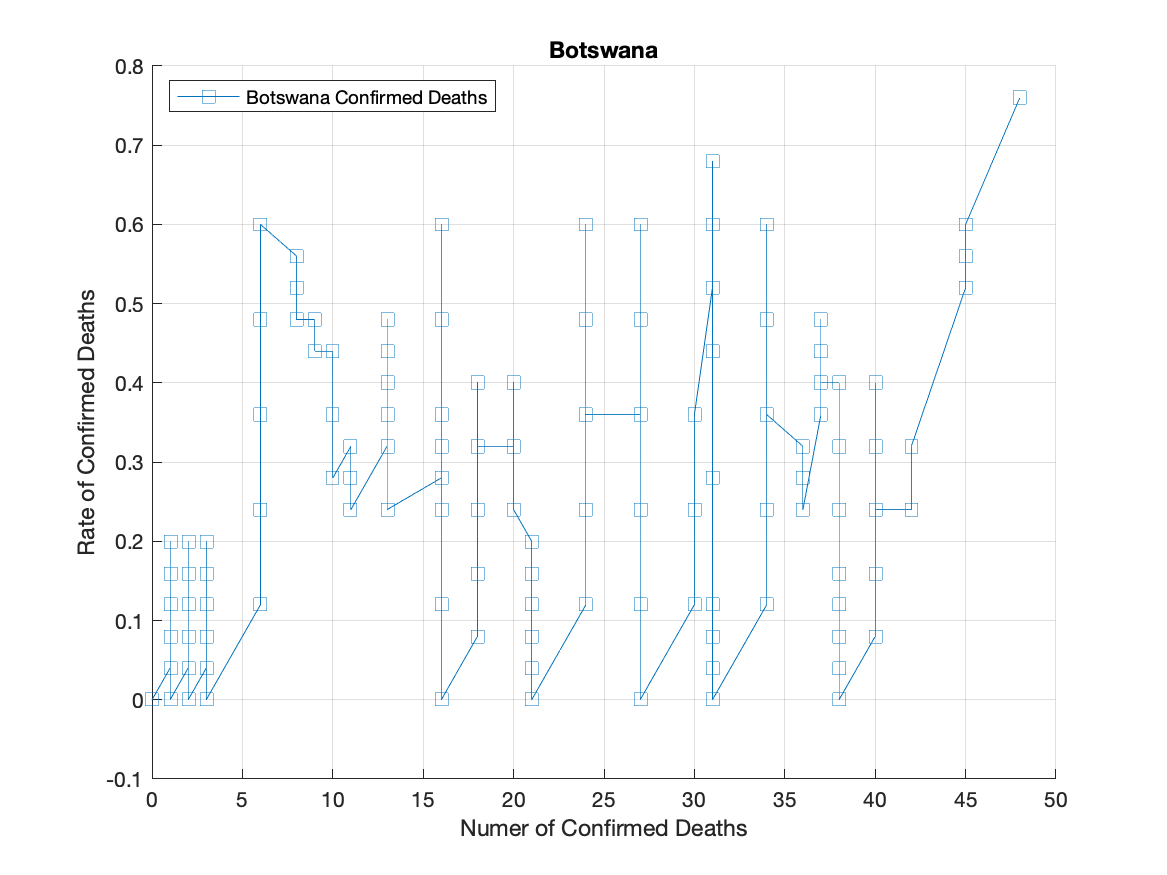 Botswana
Botswana Confirmed Deaths
0.8
0.7
0.6
0.5
0.4
0.3
0.2
0.1
0
-0.1
Rate of Confirmed Deaths
0 5 10 15 20 25 30 35 40 45 50
Numer of Confirmed Deaths